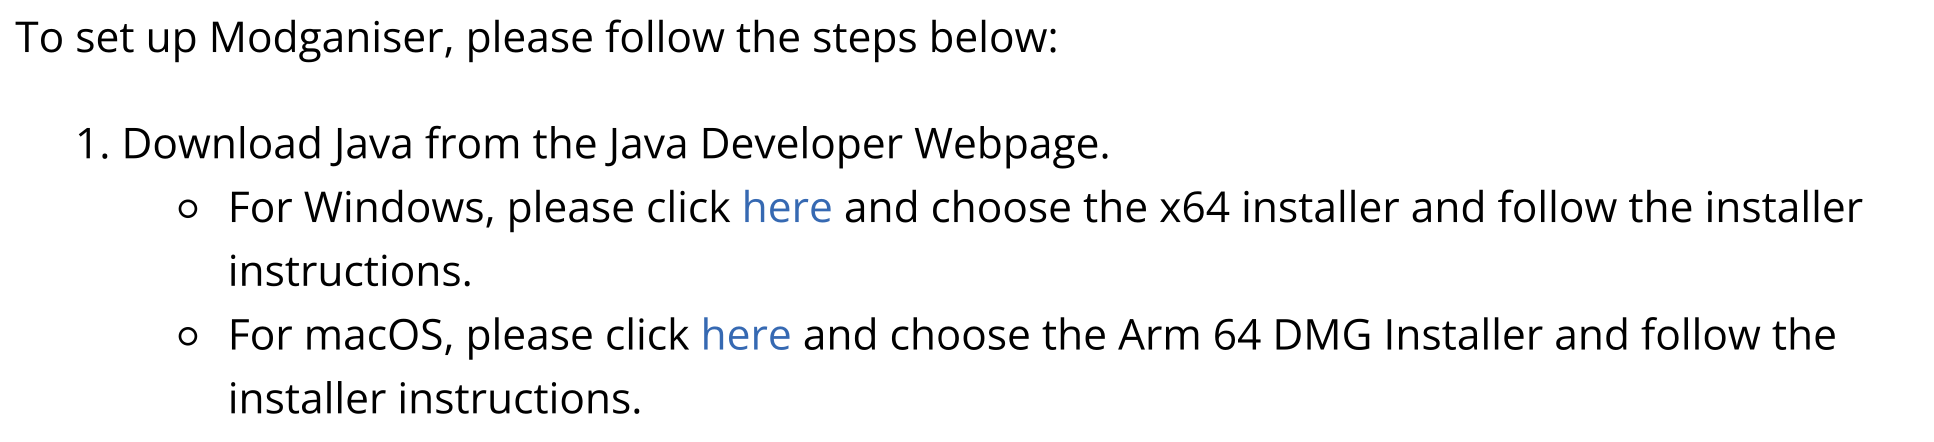 To set up Modganiser, please follow the steps below:
1. Download Java from the Java Developer Webpage.
○ For Windows, please click here and choose the x64 installer and follow the installer
instructions.
○ For macOS, please click here and choose the Arm 64 DMG Installer and follow the
installer instructions.